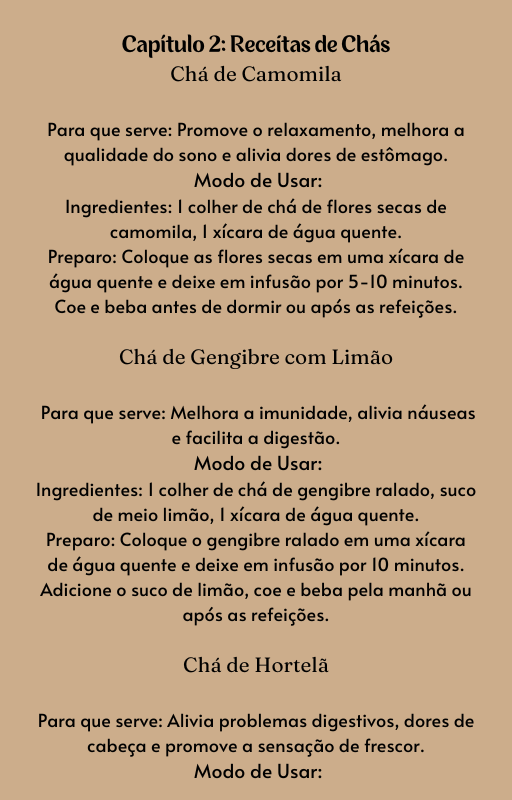 Capítulo 2: Receitas de Chás
Chá de Camomila
Para que serve: Promove o relaxamento, melhora a
qualidade do sono e alivia dores de estômago.
Modo de Usar:
Ingredientes: 1 colher de chá de flores secas de
camomila, 1 xícara de água quente.
Preparo: Coloque as flores secas em uma xícara de
água quente e deixe em infusão por 5-10 minutos.
Coe e beba antes de dormir ou após as refeições.
Chá de Gengibre com Limão
Para que serve: Melhora a imunidade, alivia náuseas
e facilita a digestão.
Modo de Usar:
Ingredientes: 1 colher de chá de gengibre ralado, suco
de meio limão, 1 xícara de água quente.
Preparo: Coloque o gengibre ralado em uma xícara
de água quente e deixe em infusão por 10 minutos.
Adicione o suco de limão, coe e beba pela manhã ou
após as refeições.
Chá de Hortelã
Para que serve: Alivia problemas digestivos, dores de
cabeça e promove a sensação de frescor.
Modo de Usar: